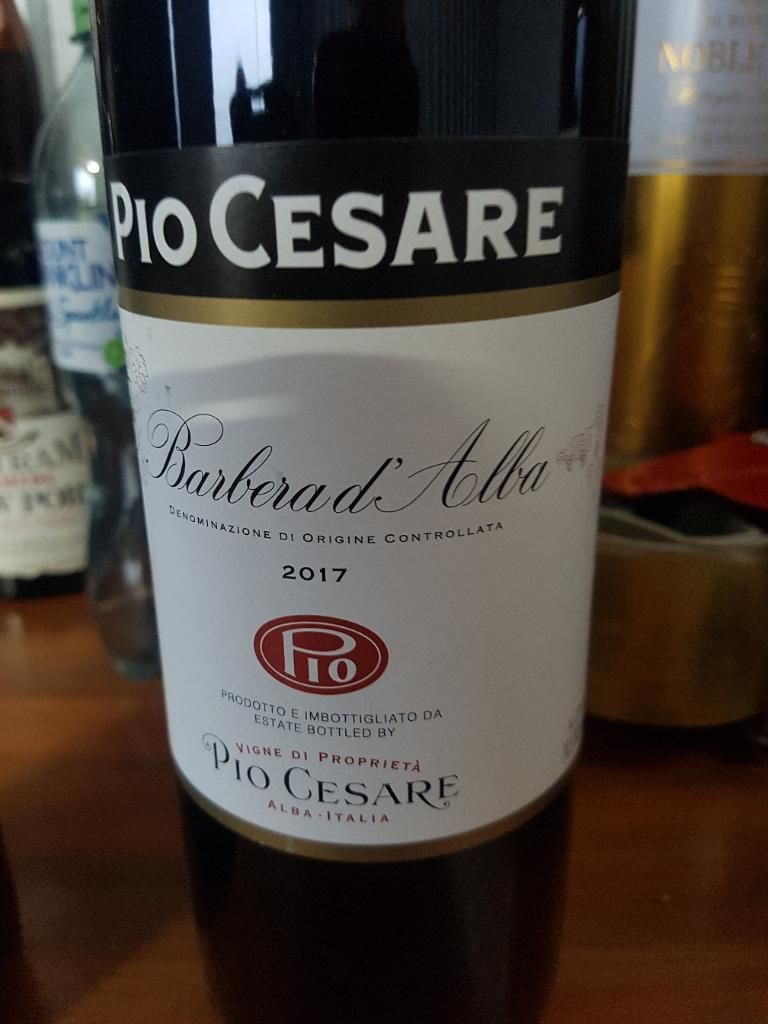 PIO CESARE
Barbera d'Alba
DENOMINAZIONE DI ORIGINE CONTROLLATA
2017
PIO
PRODOTTO E IMBOTTIGLIATO DA
ESTATE BOTTLED BY
VIGNE DI PROPRIETÀ
PIO CESARE
ALBA · ITALIA
NOBLE